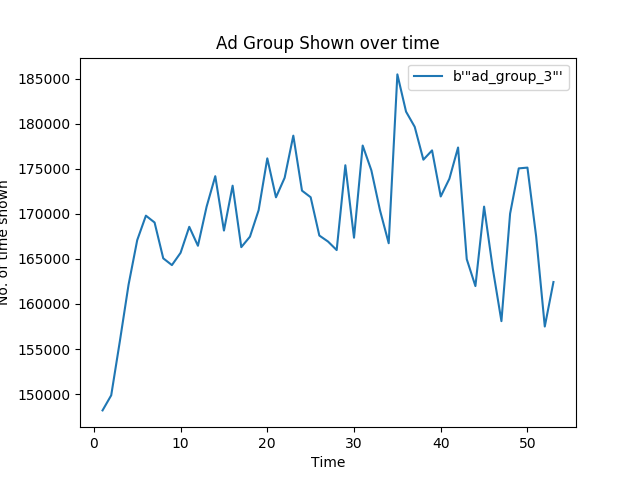 Ad Group Shown over time
b'"ad_group_3"'
185000
180000
175000
170000
165000
160000
155000
150000
No. of time shown
0 10 20 30 40 50
Time